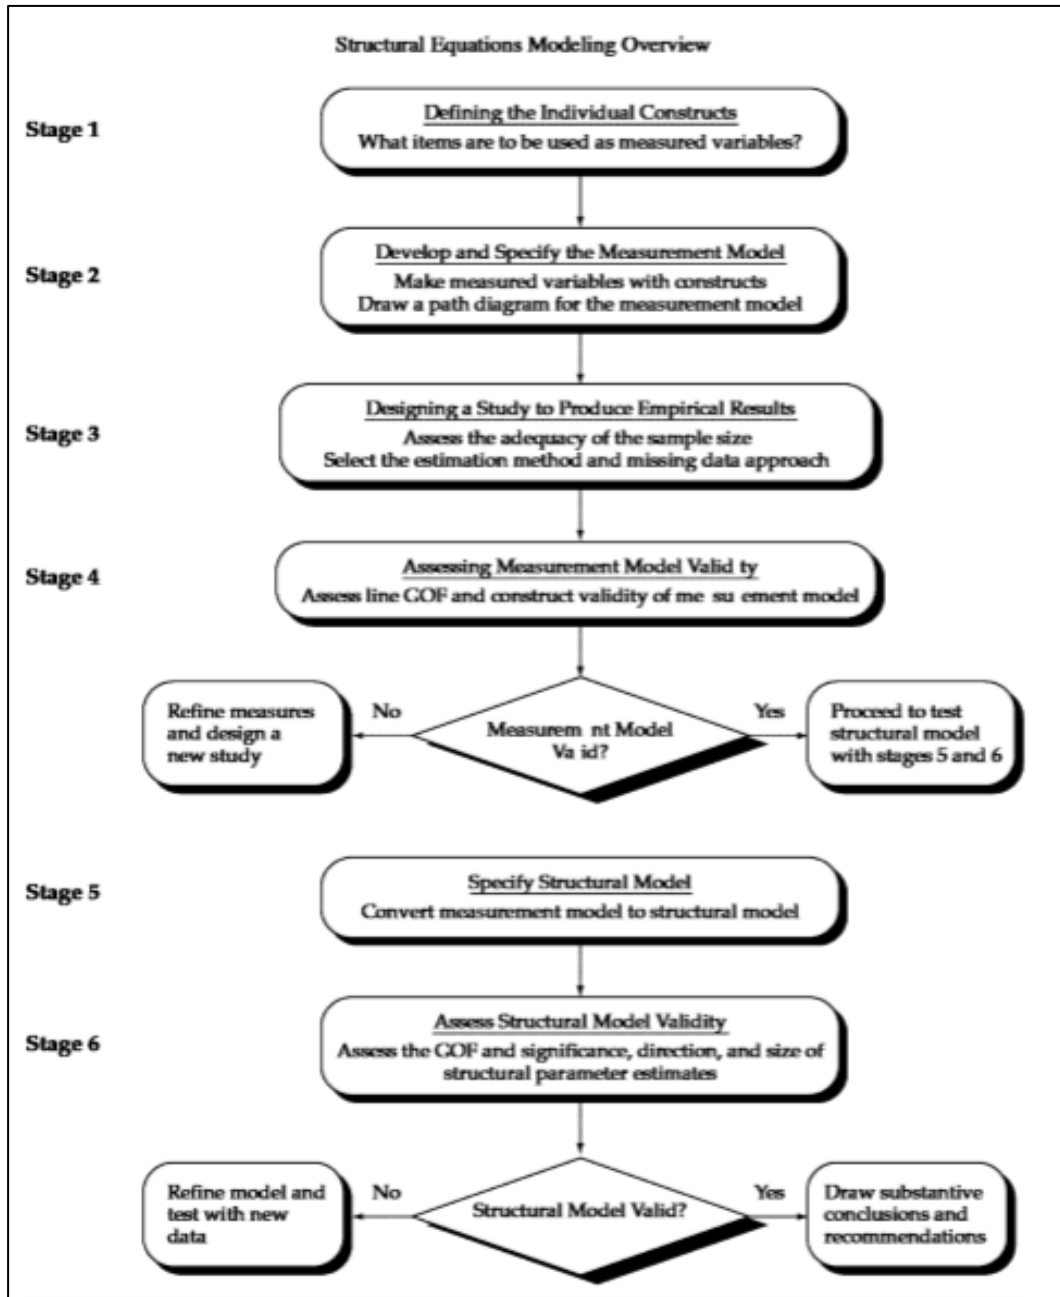 Structural Equations Modeling Overview
Stage 1
Defining the Individual Constructs
What items are to be used as measured variables?
Stage 2
Develop and Specify the Measurement Model
Make measured variables with constructs
Draw a path diagram for the measurement model
Stage 3
Designing a Study to Produce Empirical Results
Assess the adequacy of the sample size
Select the estimation method and missing data approach
Stage 4
Assessing Measurement Model Valid ty
Assess line GOF and construct validity of me su ement model
Refine measures
and design a
new study
No
Measurem nt Model
Va id?
Yes
Proceed to test
structural model
with stages 5 and 6
Stage 5
Specify Structural Model
Convert measurement model to structural model
Stage 6
Assess Structural Model Validity
Assess the GOF and significance, direction, and size of
structural parameter estimates
Refine model and
test with new
data
No
Structural Model Valid?
Yes
Draw substantive
conclusions and
recommendations